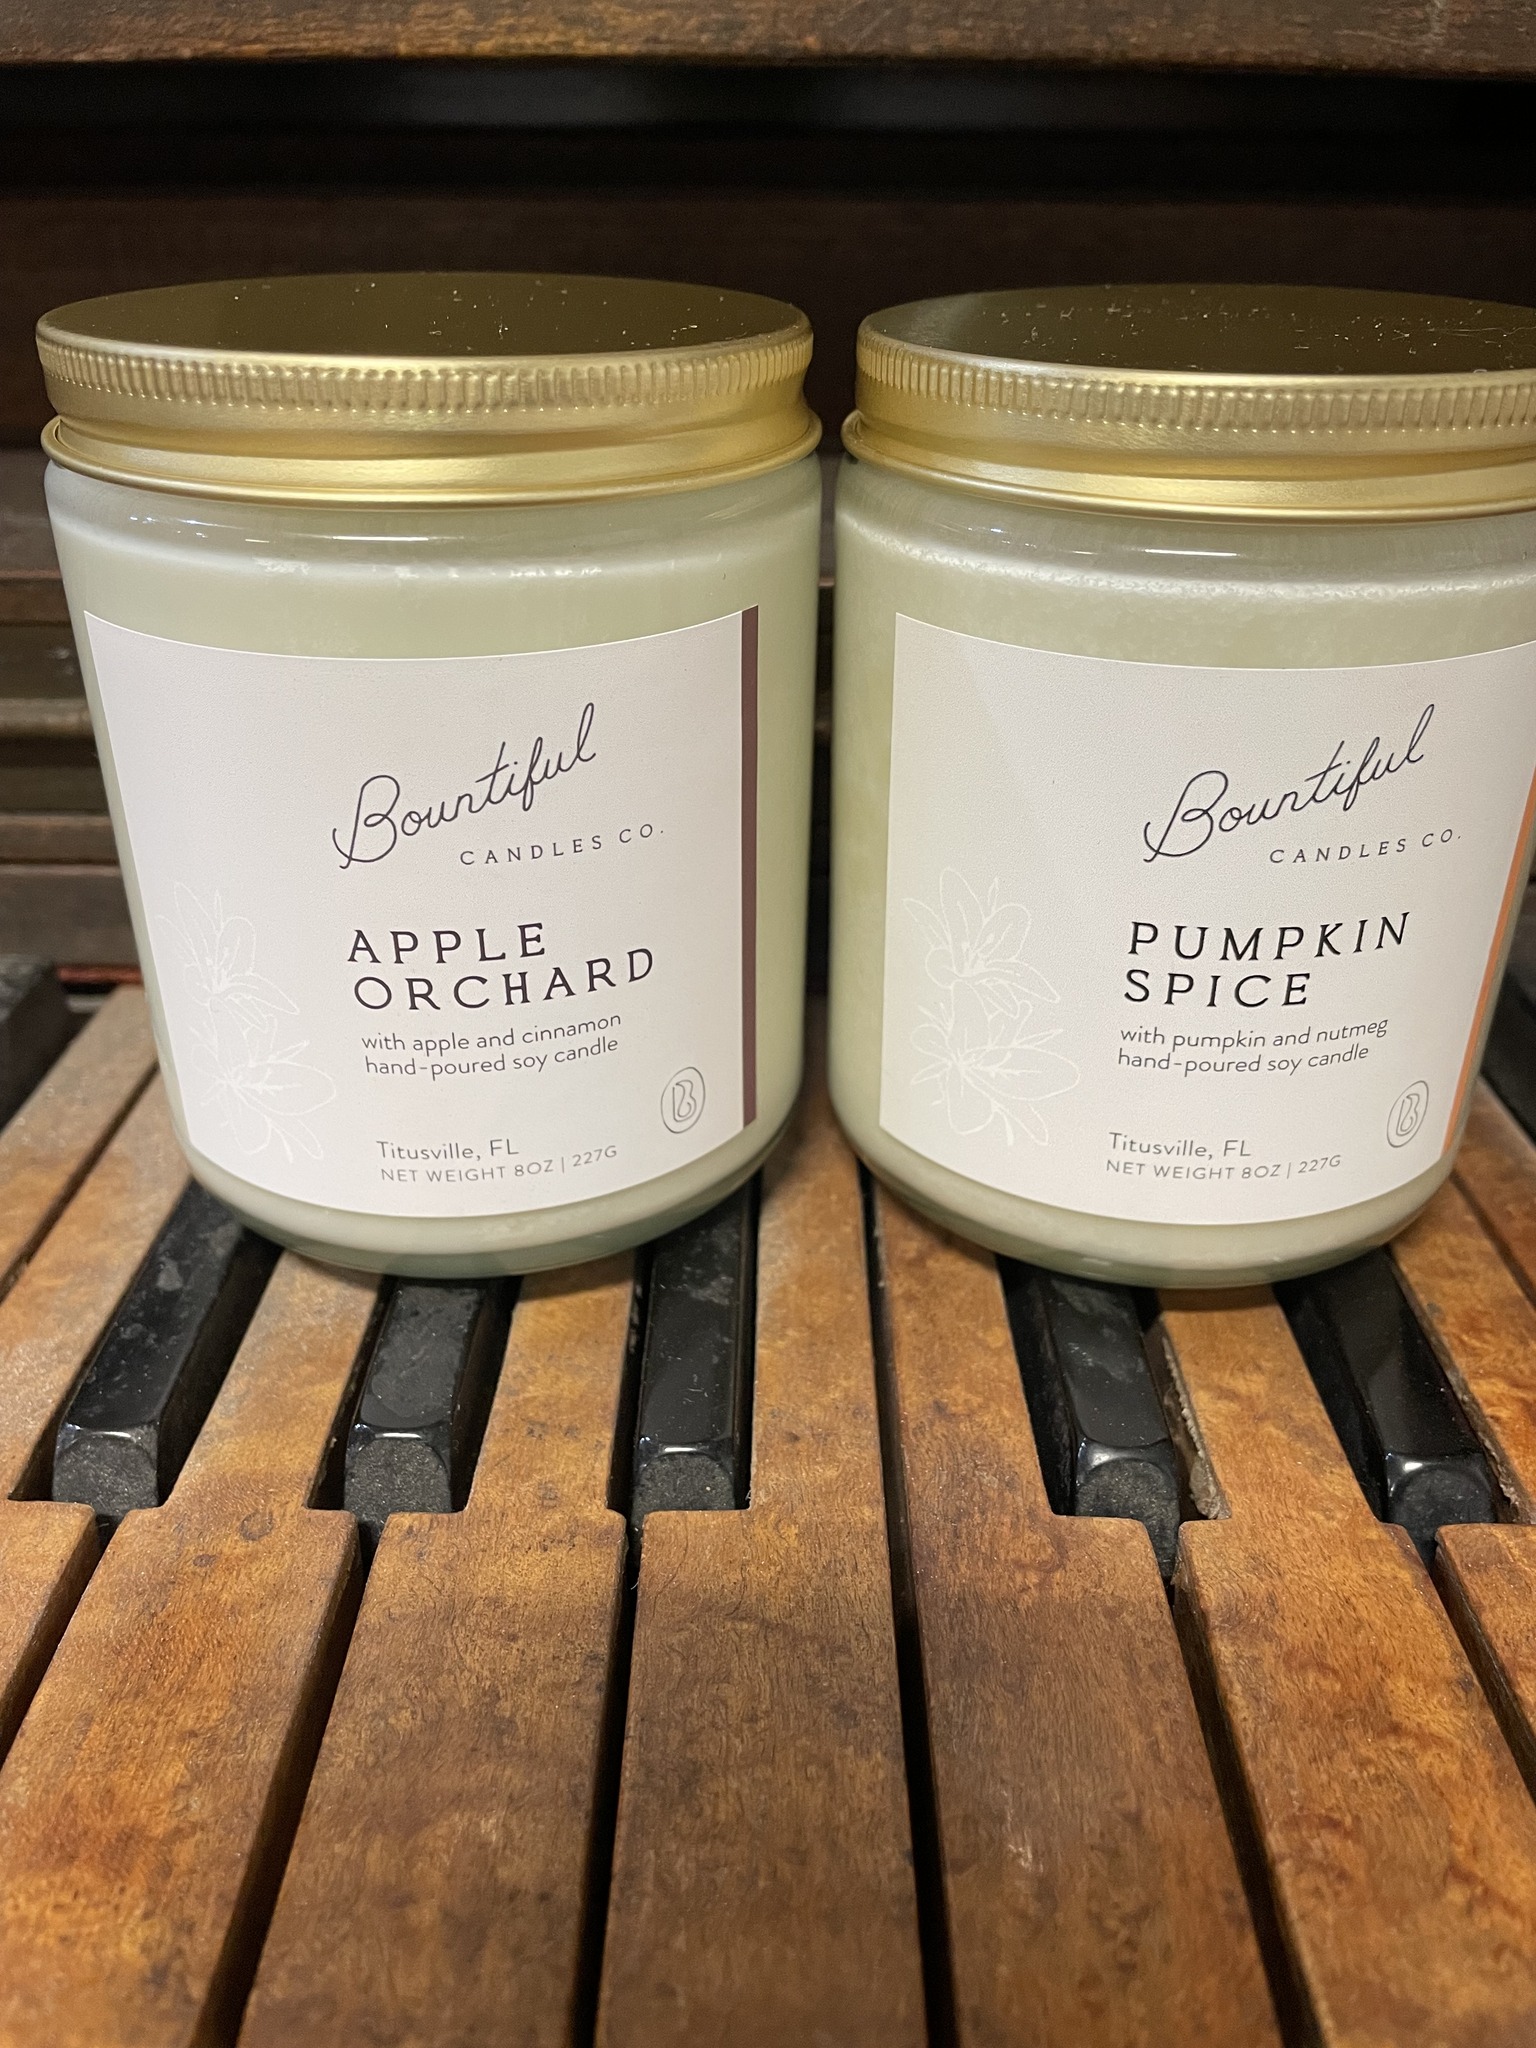 Bountiful
CANDLES CO.
APPLE
ORCHARD
with apple and cinnamon
hand-poured soy candle
B
Titusville, FL
NET WEIGHT 8OZ | 227G
Bountiful
CANDLES CO.
PUMPKIN
SPICE
with pumpkin and nutmeg
hand-poured soy candle
B
Titusville, FL
NET WEIGHT 8OZ | 227G